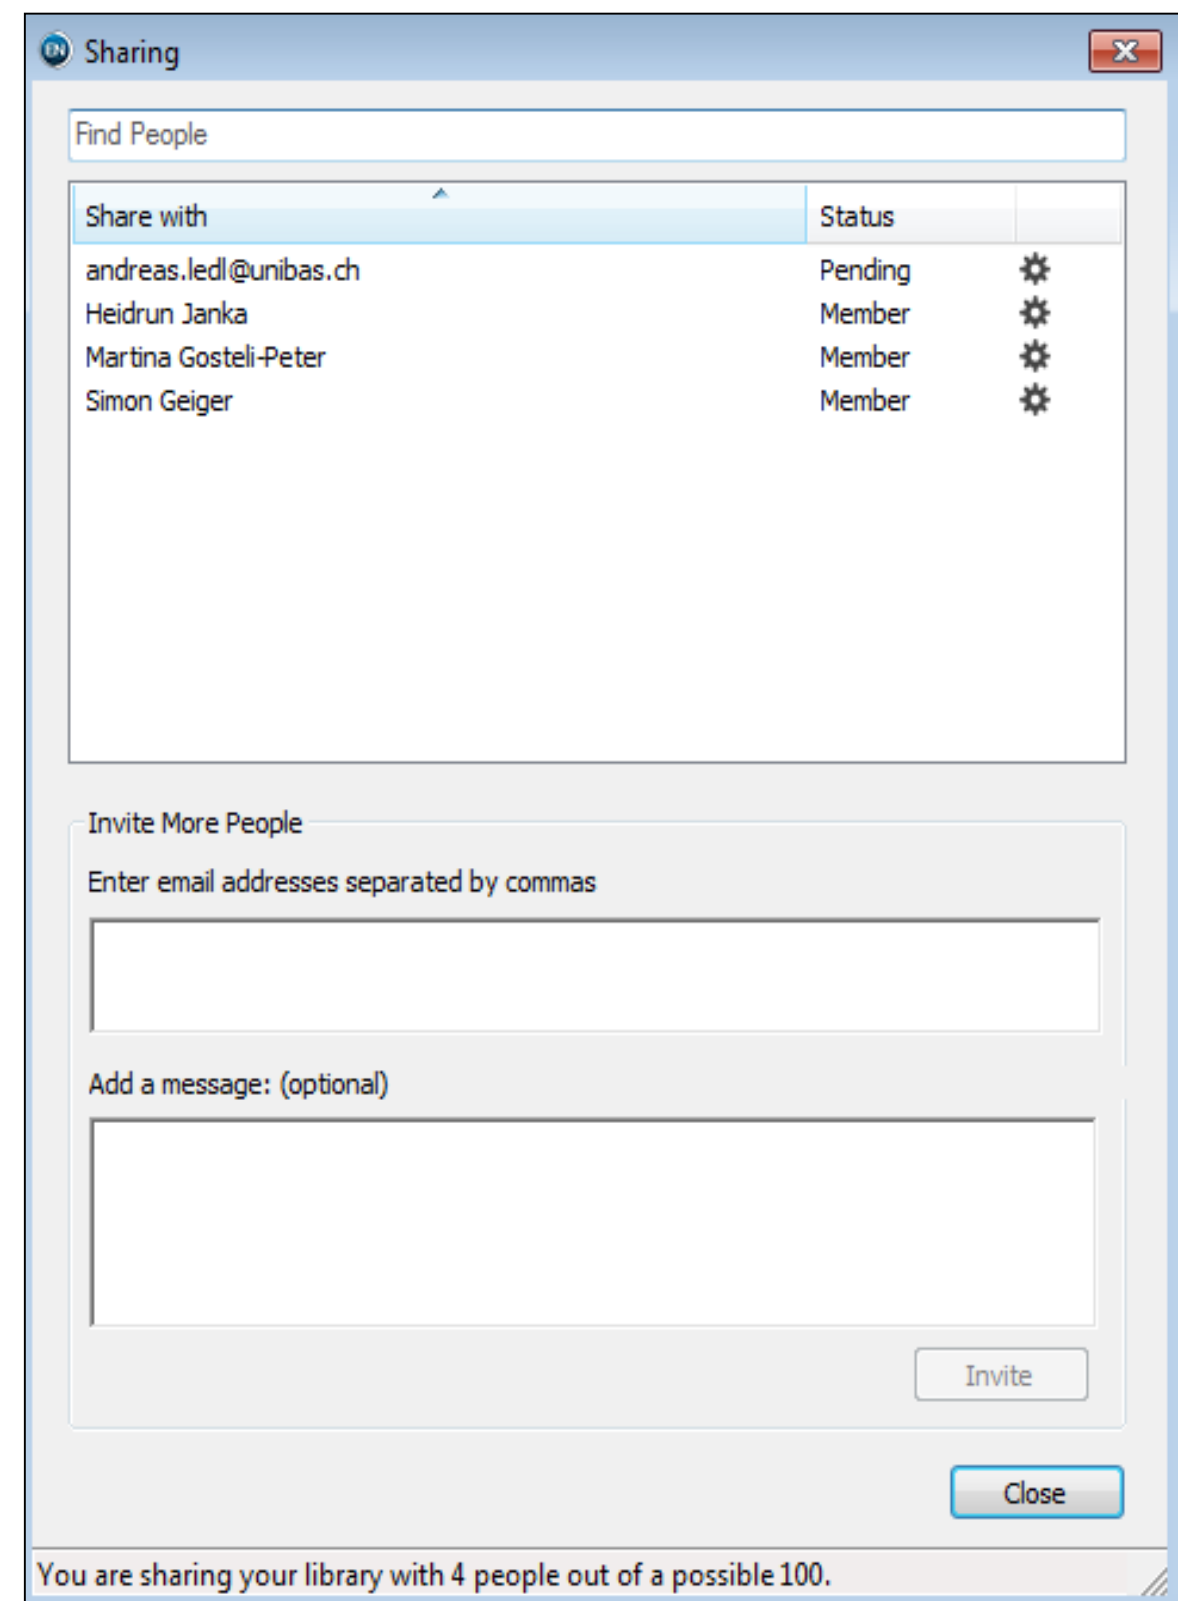 EN Sharing
Find People
Share with Status
andreas.ledl@unibas.ch Pending
Heidrun Janka Member
Martina Gosteli-Peter Member
Simon Geiger Member
Invite More People
Enter email addresses separated by commas
Add a message: (optional)
Invite
Close
You are sharing your library with 4 people out of a possible 100.